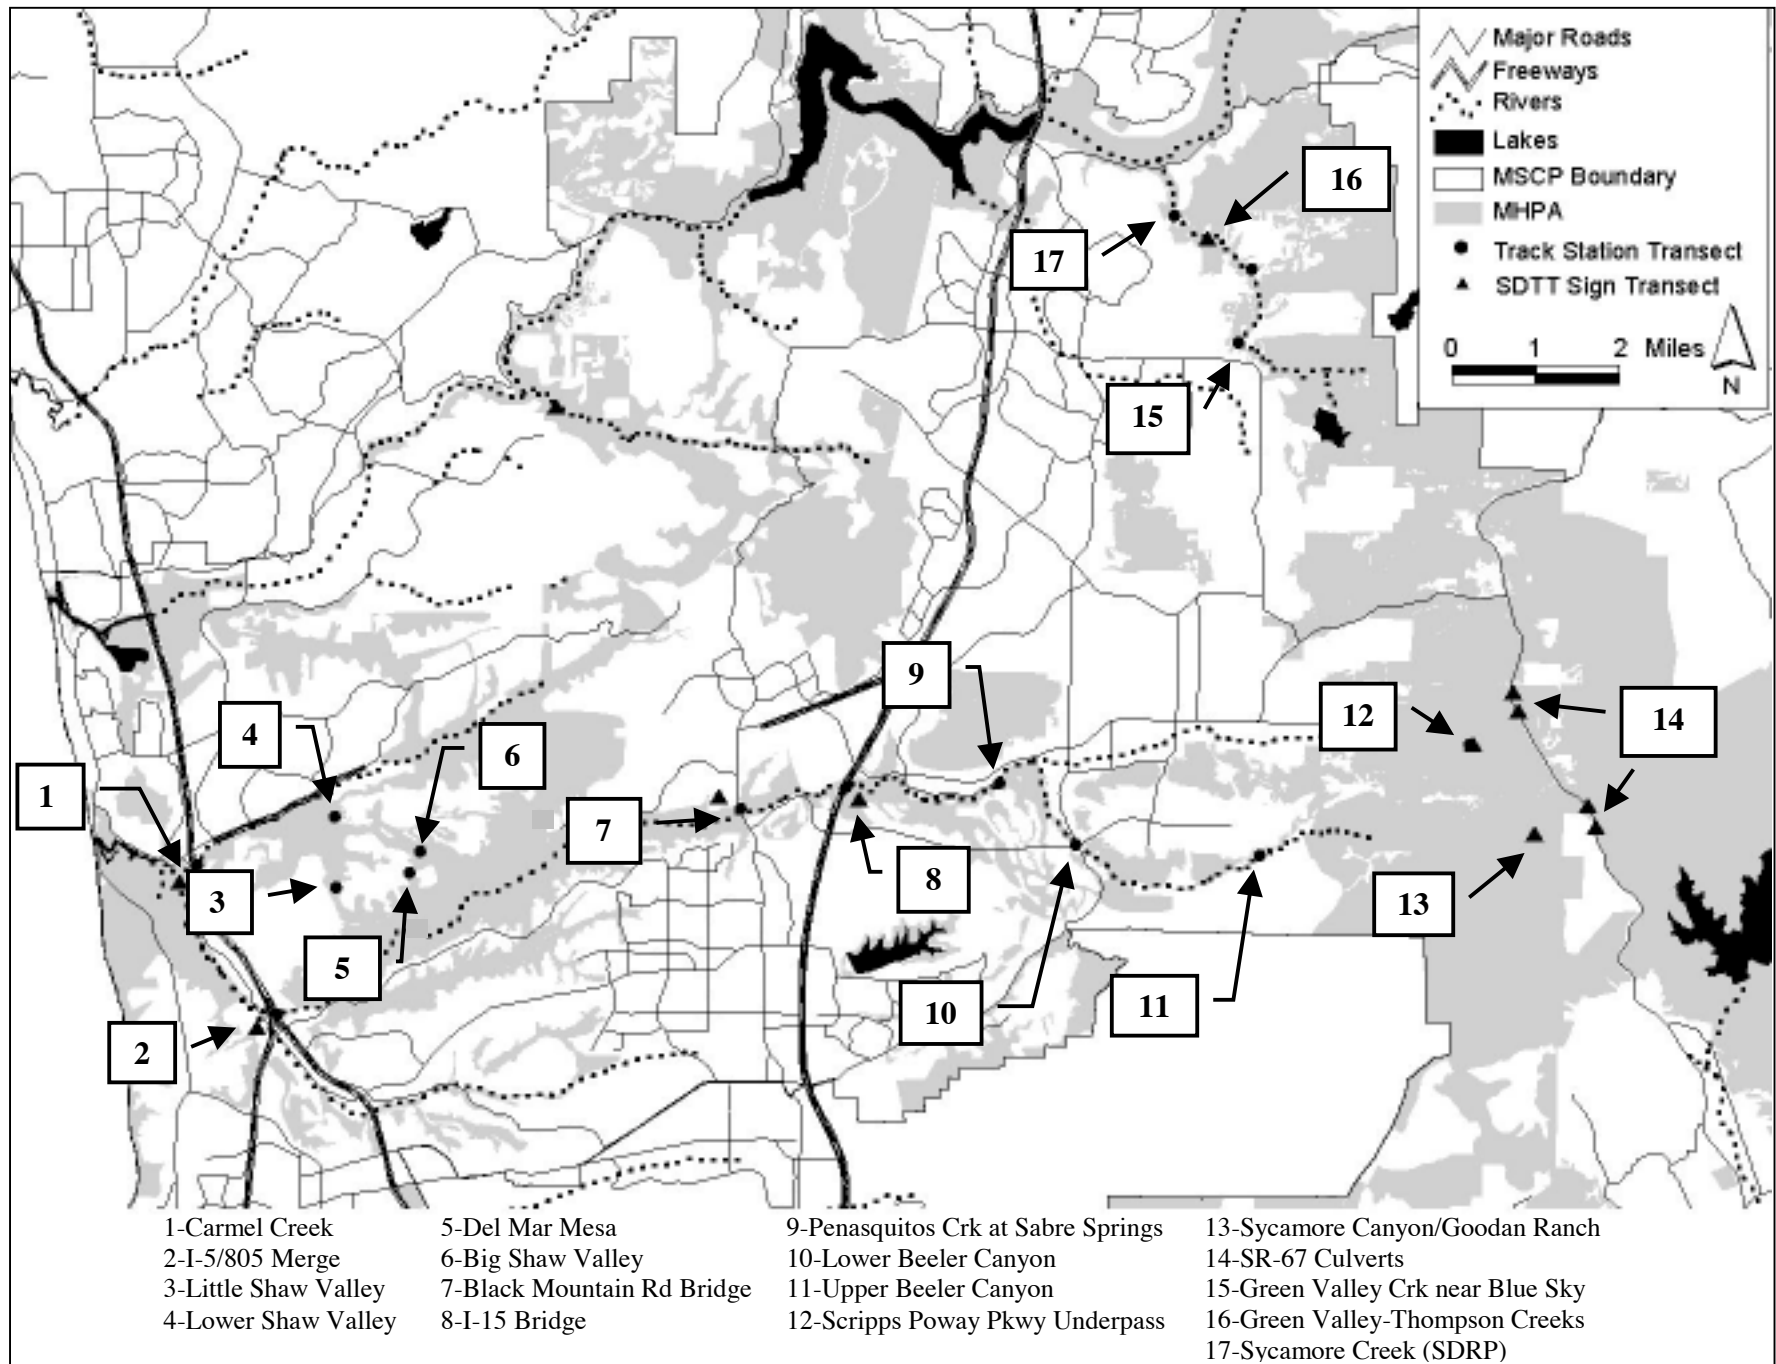 Major Roads
Freeways
Rivers
Lakes
MSCP Boundary
MHPA
Track Station Transect
SDTT Sign Transect
0 1 2 Miles
N
16
17
15
9
12
14
4
6
1
7
8
3
13
5
10
11
2
1-Carmel Creek
2-I-5/805 Merge
3-Little Shaw Valley
4-Lower Shaw Valley
5-Del Mar Mesa
6-Big Shaw Valley
7-Black Mountain Rd Bridge
8-I-15 Bridge
9-Penasquitos Crk at Sabre Springs
10-Lower Beeler Canyon
11-Upper Beeler Canyon
12-Scripps Poway Pkwy Underpass
13-Sycamore Canyon/Goodan Ranch
14-SR-67 Culverts
15-Green Valley Crk near Blue Sky
16-Green Valley-Thompson Creeks
17-Sycamore Creek (SDRP)